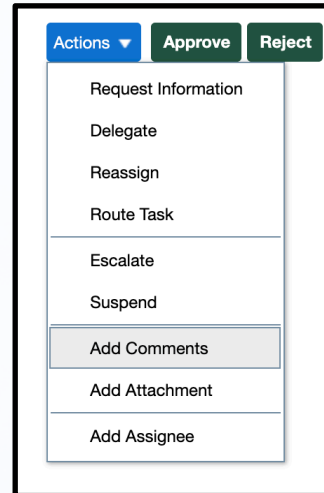 Actions Approve Reject
Request Information
Delegate
Reassign
Route Task
Escalate
Suspend
Add Comments
Add Attachment
Add Assignee